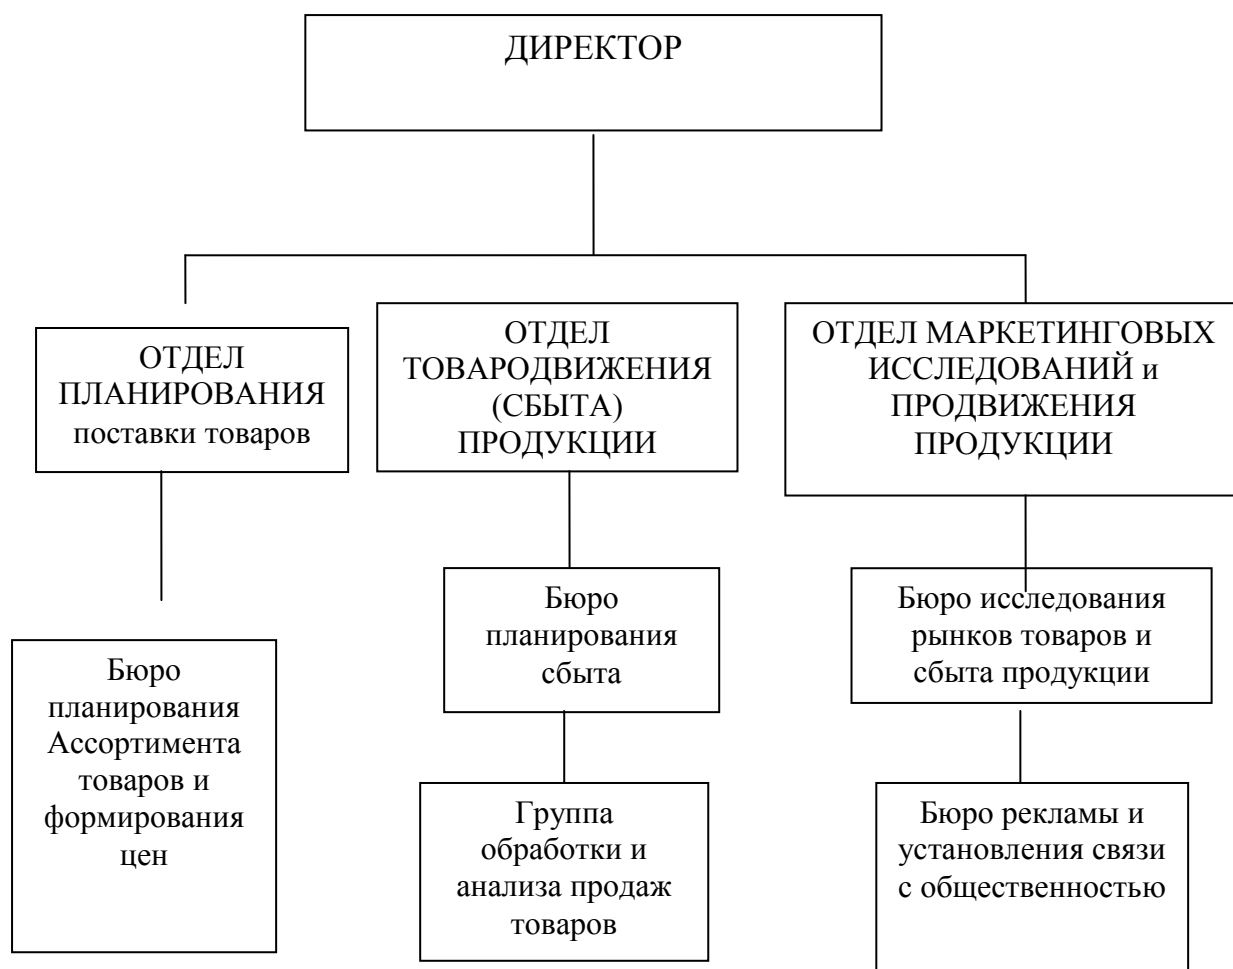 ДИРЕКТОР
ОТДЕЛ
ПЛАНИРОВАНИЯ
поставки товаров
ОТДЕЛ
ТОВАРОДВИЖЕНИЯ
(СБЫТА)
ПРОДУКЦИИ
ОТДЕЛ МАРКЕТИНГОВЫХ
ИССЛЕДОВАНИЙ и
ПРОДВИЖЕНИЯ
ПРОДУКЦИИ
Бюро
планирования
Ассортимента
товаров и
формирования
цен
Бюро
планирования
сбыта
Бюро исследования
рынков товаров и
сбыта продукции
Группа
обработки и
анализа продаж
товаров
Бюро рекламы и
установления связи
с общественностью